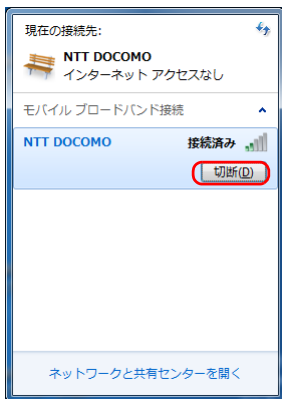 現在の接続先:
NTT DOCOMO
インターネット アクセスなし
モバイル ブロードバンド接続
NTT DOCOMO 接続済み
切断(D)
ネットワークと共有センターを開く